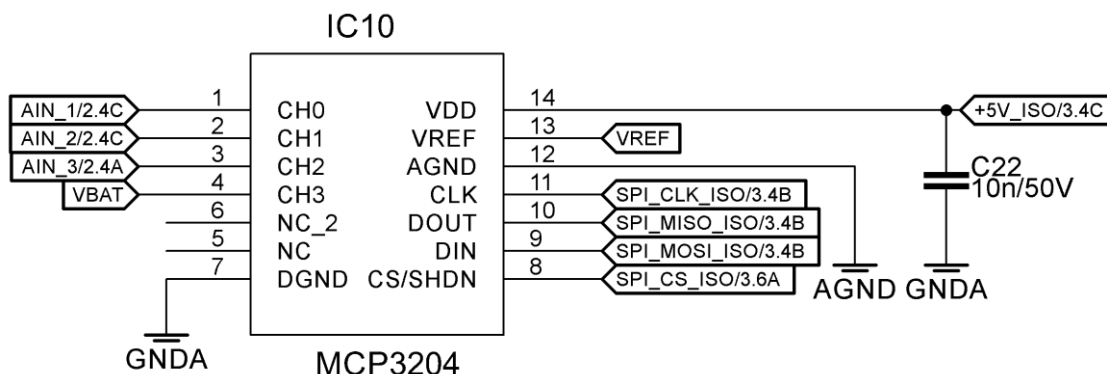 IC10
AIN_1/2.4C 1 CH0 VDD 14 +5V_ISO/3.4C
AIN_2/2.4C 2 CH1 VREF 13 VREF
AIN_3/2.4A 3 CH2 AGND 12
C22
VBAT 4 CH3 CLK 11 SPI_CLK_ISO/3.4B 10n/50V
6 NC_2 DOUT 10 SPI_MISO_ISO/3.4B
5 NC DIN 9 SPI_MOSI_ISO/3.4B
7 DGND CS/SHDN 8 SPI_CS_ISO/3.6A
AGND GNDA
GNDA
MCP3204